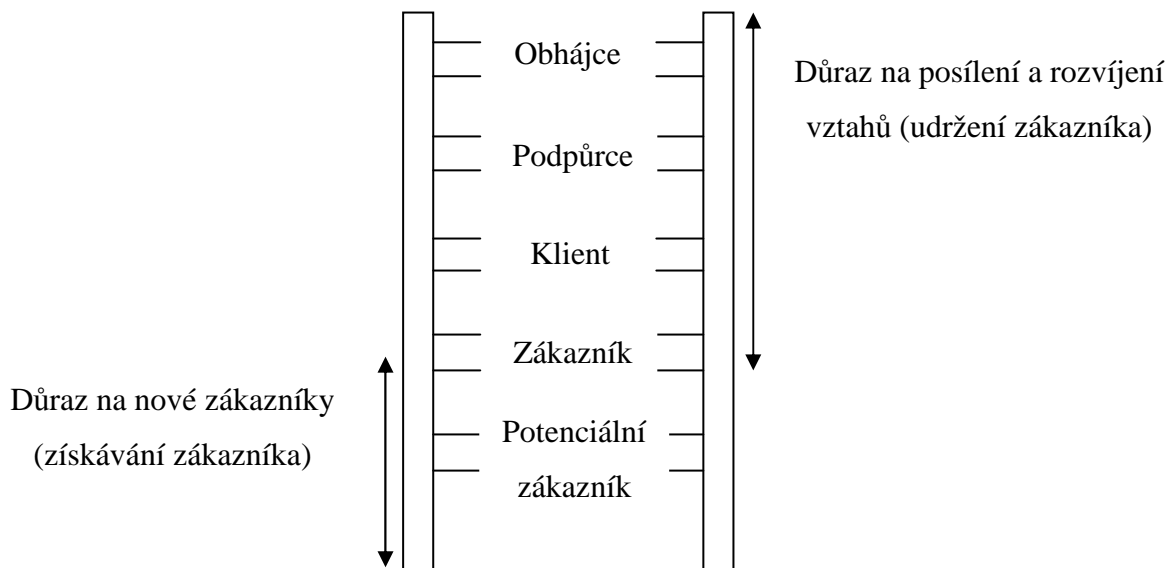 Obhájce
Důraz na posílení a rozvíjení
vztahů (udržení zákazníka)
Podpůrce
Klient
Zákazník
Důraz na nové zákazníky
(získávání zákazníka)
Potenciální
zákazník